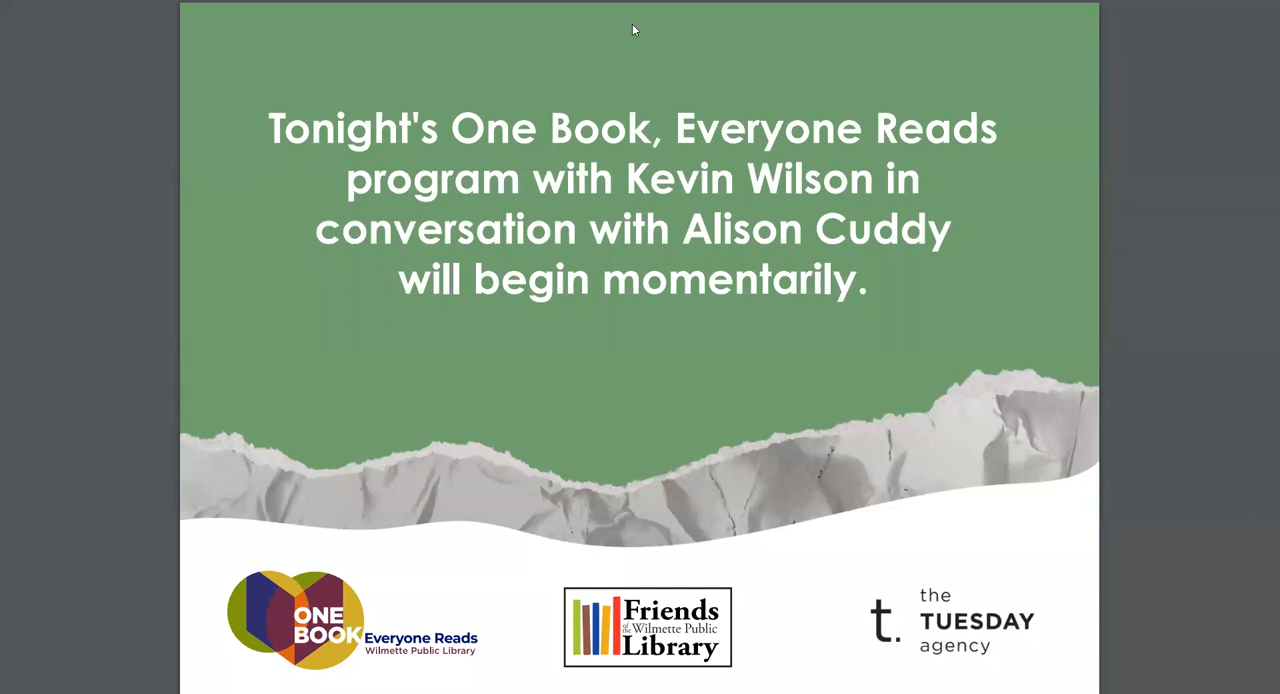 Tonight's One Book, Everyone Reads
program with Kevin Wilson in
conversation with Alison Cuddy
will begin momentarily.
ONE
BOOK
Everyone Reads
Wilmette Public Library
Friends
of the Wilmette Public
Library
t.
the
TUESDAY
agency